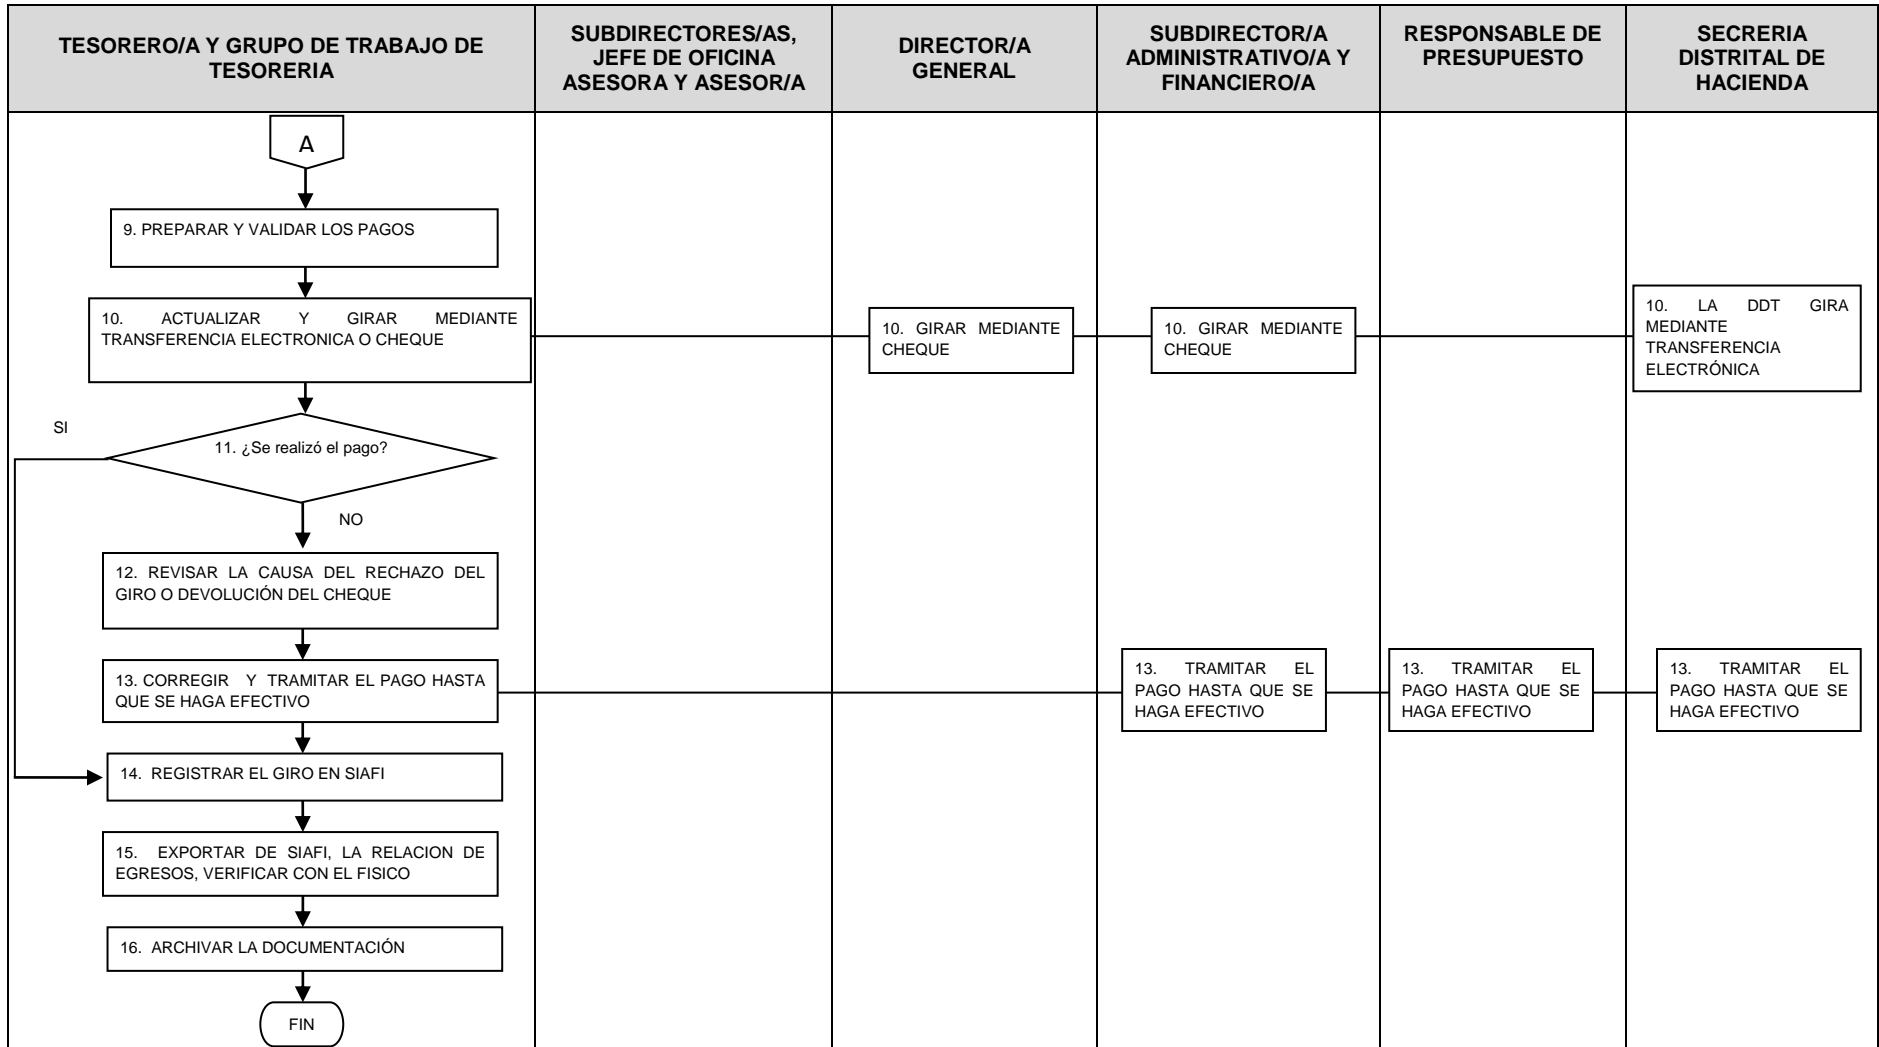 TESORERO/A Y GRUPO DE TRABAJO DE
TESORERIA
SUBDIRECTORES/AS,
JEFE DE OFICINA
ASESORA Y ASESOR/A
DIRECTOR/A
GENERAL
SUBDIRECTOR/A
ADMINISTRATIVO/A Y
FINANCIERO/A
RESPONSABLE DE
PRESUPUESTO
SECRERIA
DISTRITAL DE
HACIENDA
A
9. PREPARAR Y VALIDAR LOS PAGOS
10. ACTUALIZAR Y GIRAR MEDIANTE
TRANSFERENCIA ELECTRONICA O CHEQUE
10. GIRAR MEDIANTE
CHEQUE
10. GIRAR MEDIANTE
CHEQUE
10. LA DDT GIRA
MEDIANTE
TRANSFERENCIA
ELECTRÓNICA
SI
11. ¿Se realizó el pago?
NO
12. REVISAR LA CAUSA DEL RECHAZO DEL
GIRO O DEVOLUCIÓN DEL CHEQUE
13. CORREGIR Y TRAMITAR EL PAGO HASTA
QUE SE HAGA EFECTIVO
13. TRAMITAR EL
PAGO HASTA QUE SE
HAGA EFECTIVO
13. TRAMITAR EL
PAGO HASTA QUE SE
HAGA EFECTIVO
13. TRAMITAR EL
PAGO HASTA QUE SE
HAGA EFECTIVO
14. REGISTRAR EL GIRO EN SIAFI
15. EXPORTAR DE SIAFI, LA RELACION DE
EGRESOS, VERIFICAR CON EL FISICO
16. ARCHIVAR LA DOCUMENTACIÓN
FIN